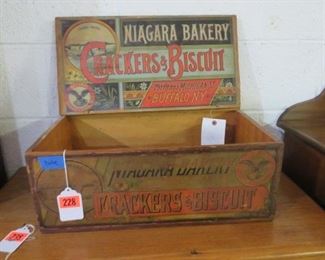 NIAGARA BAKERY
CRACKERS & BISCUIT
BUFFALO N.Y.
NIAGARA BAKERY
CRACKERS & BISCUIT
228